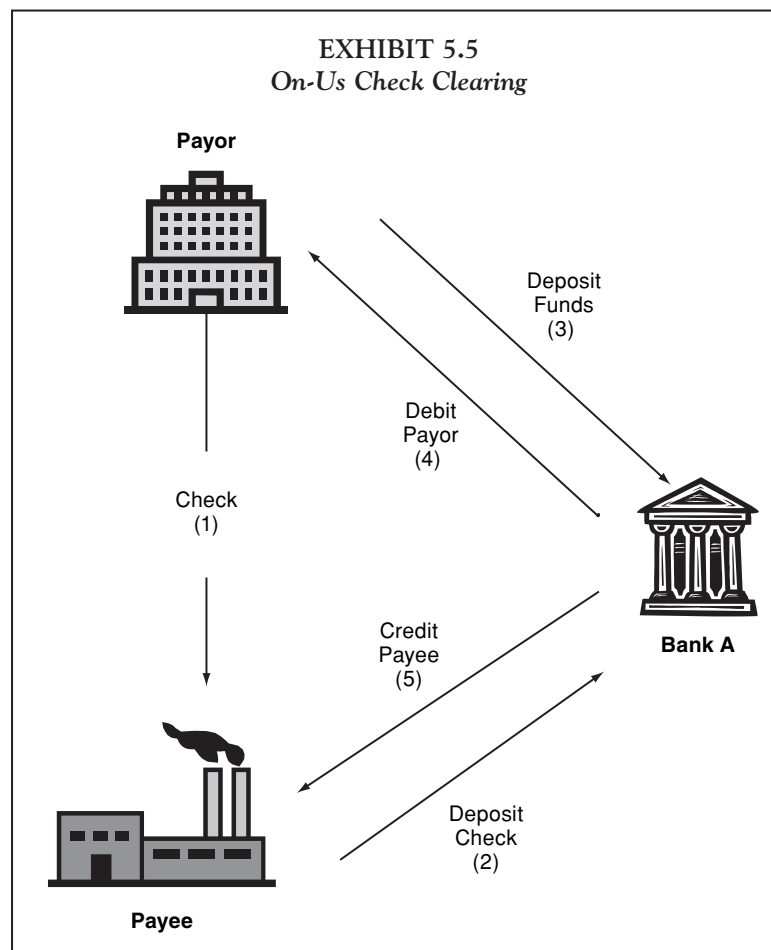 EXHIBIT 5.5
On-Us Check Clearing
Payor
Deposit
Funds
(3)
Debit
Payor
(4)
Check
(1)
Bank A
Credit
Payee
(5)
Deposit
Check
(2)
Payee